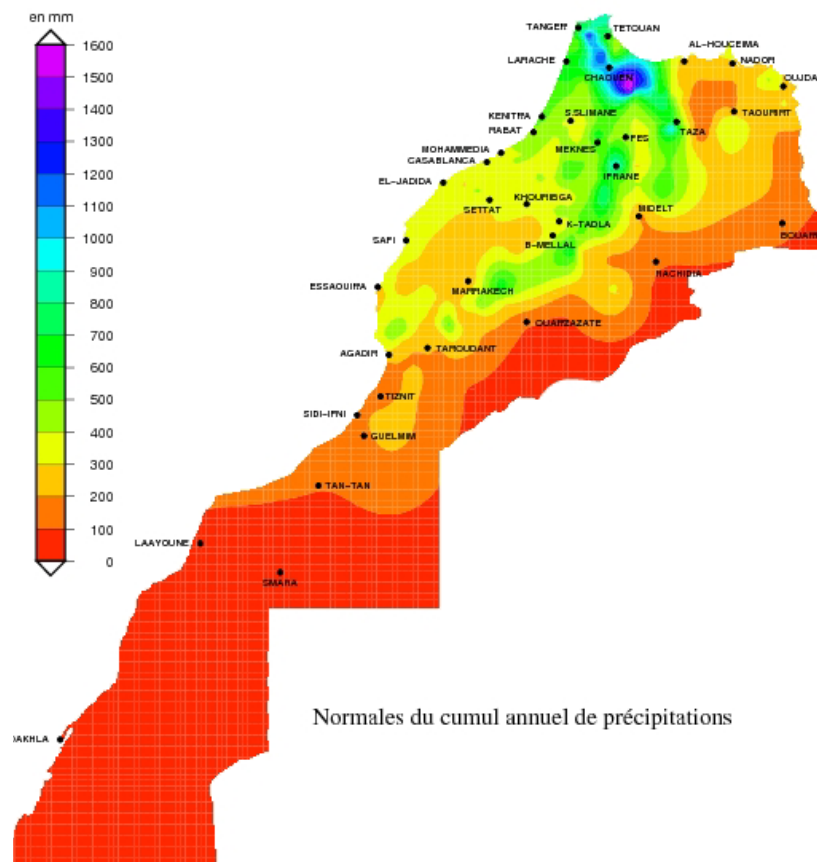 en mm
1600
1500
1400
1300
1200
1100
1000
900
800
700
600
500
400
300
200
100
0
TANGER
TETOUAN
LARACHE
CHAOUEN
AL-HOUCEIMA
NADOR
OUJDA
KENITRA
S.SLIMANE
RABAT
TAOURIRT
TAZA
FES
MEKNES
MOHAMMEDIA
CASABLANCA
IFRANE
EL-JADIDA
SETTAT
KHOURIBGA
MIDELT
K-TADLA
BOUARF
SAFI
B-MELLAL
RACHIDIA
ESSAOUIRA
MARRAKECH
OUARZAZATE
AGADIR
TAROUDANT
TIZNIT
SIDI-IFNI
GUELMIM
TAN-TAN
LAAYOUNE
SMARA
Normales du cumul annuel de précipitations
DAKHLA